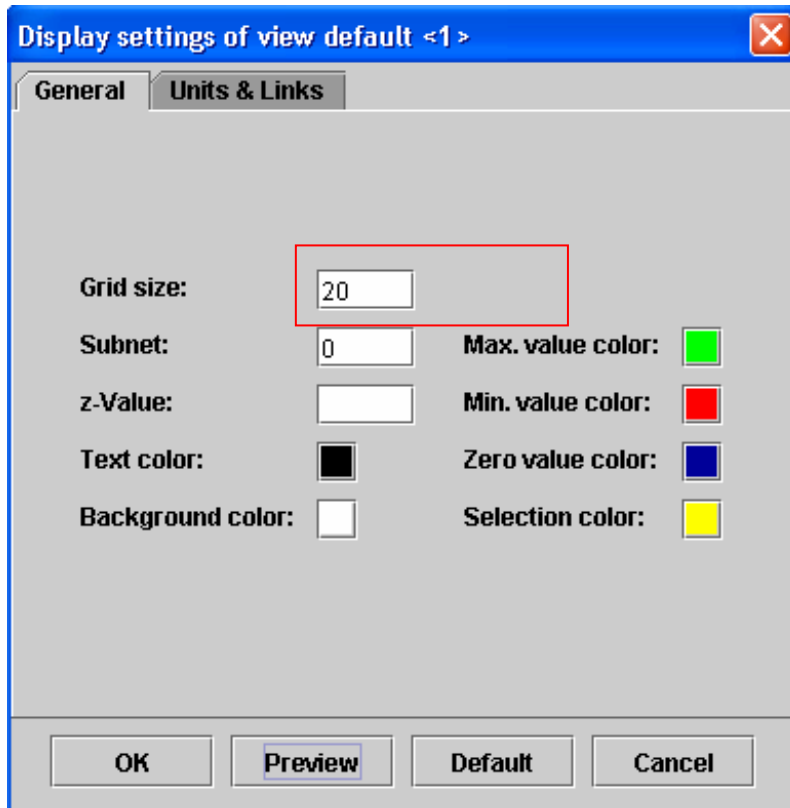 Display settings of view default <1>
General Units & Links
Grid size: 20
Subnet: 0 Max. value color:
z-Value: Min. value color:
Text color: Zero value color:
Background color: Selection color:
OK Preview Default Cancel